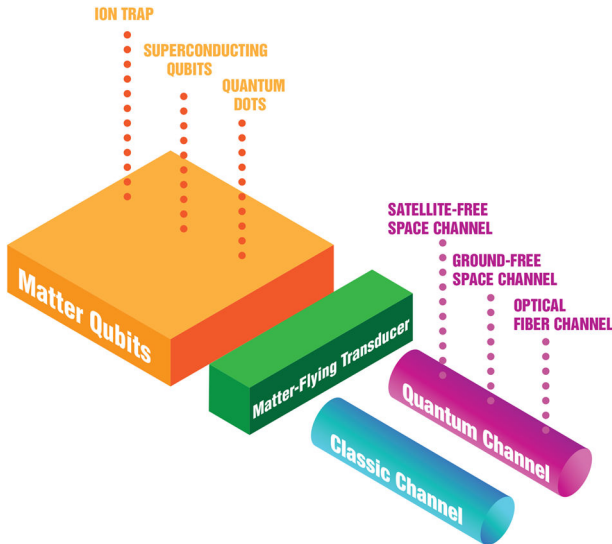 ION TRAP
SUPERCONDUCTING
QUBITS
QUANTUM
DOTS
Matter Qubits
SATELLITE-FREE
SPACE CHANNEL
GROUND-FREE
SPACE CHANNEL
OPTICAL
FIBER CHANNEL
Matter-Flying Transducer
Quantum Channel
Classic Channel